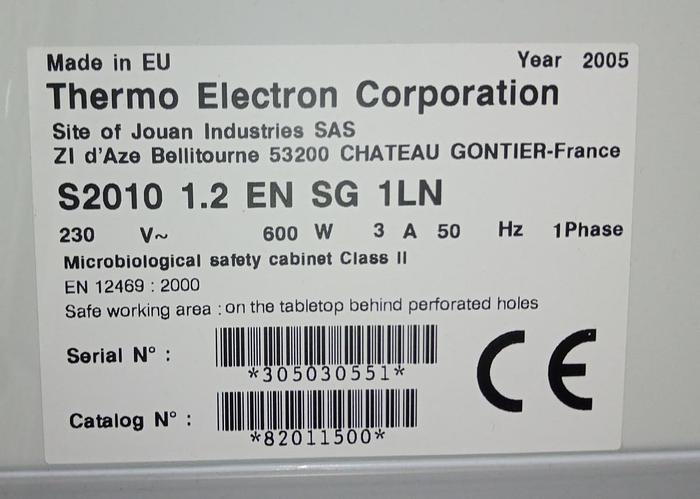 Made in EU Year 2005
Thermo Electron Corporation
Site of Jouan Industries SAS
ZI d'Aze Bellitourne 53200 CHATEAU GONTIER-France
S2010 1.2 EN SG 1LN
230 V~ 600 W 3 A 50 Hz 1Phase
Microbiological safety cabinet Class II
EN 12469 : 2000
Safe working area : on the tabletop behind perforated holes
Serial N° :
*305030551*
CE
Catalog N° :
*82011500*